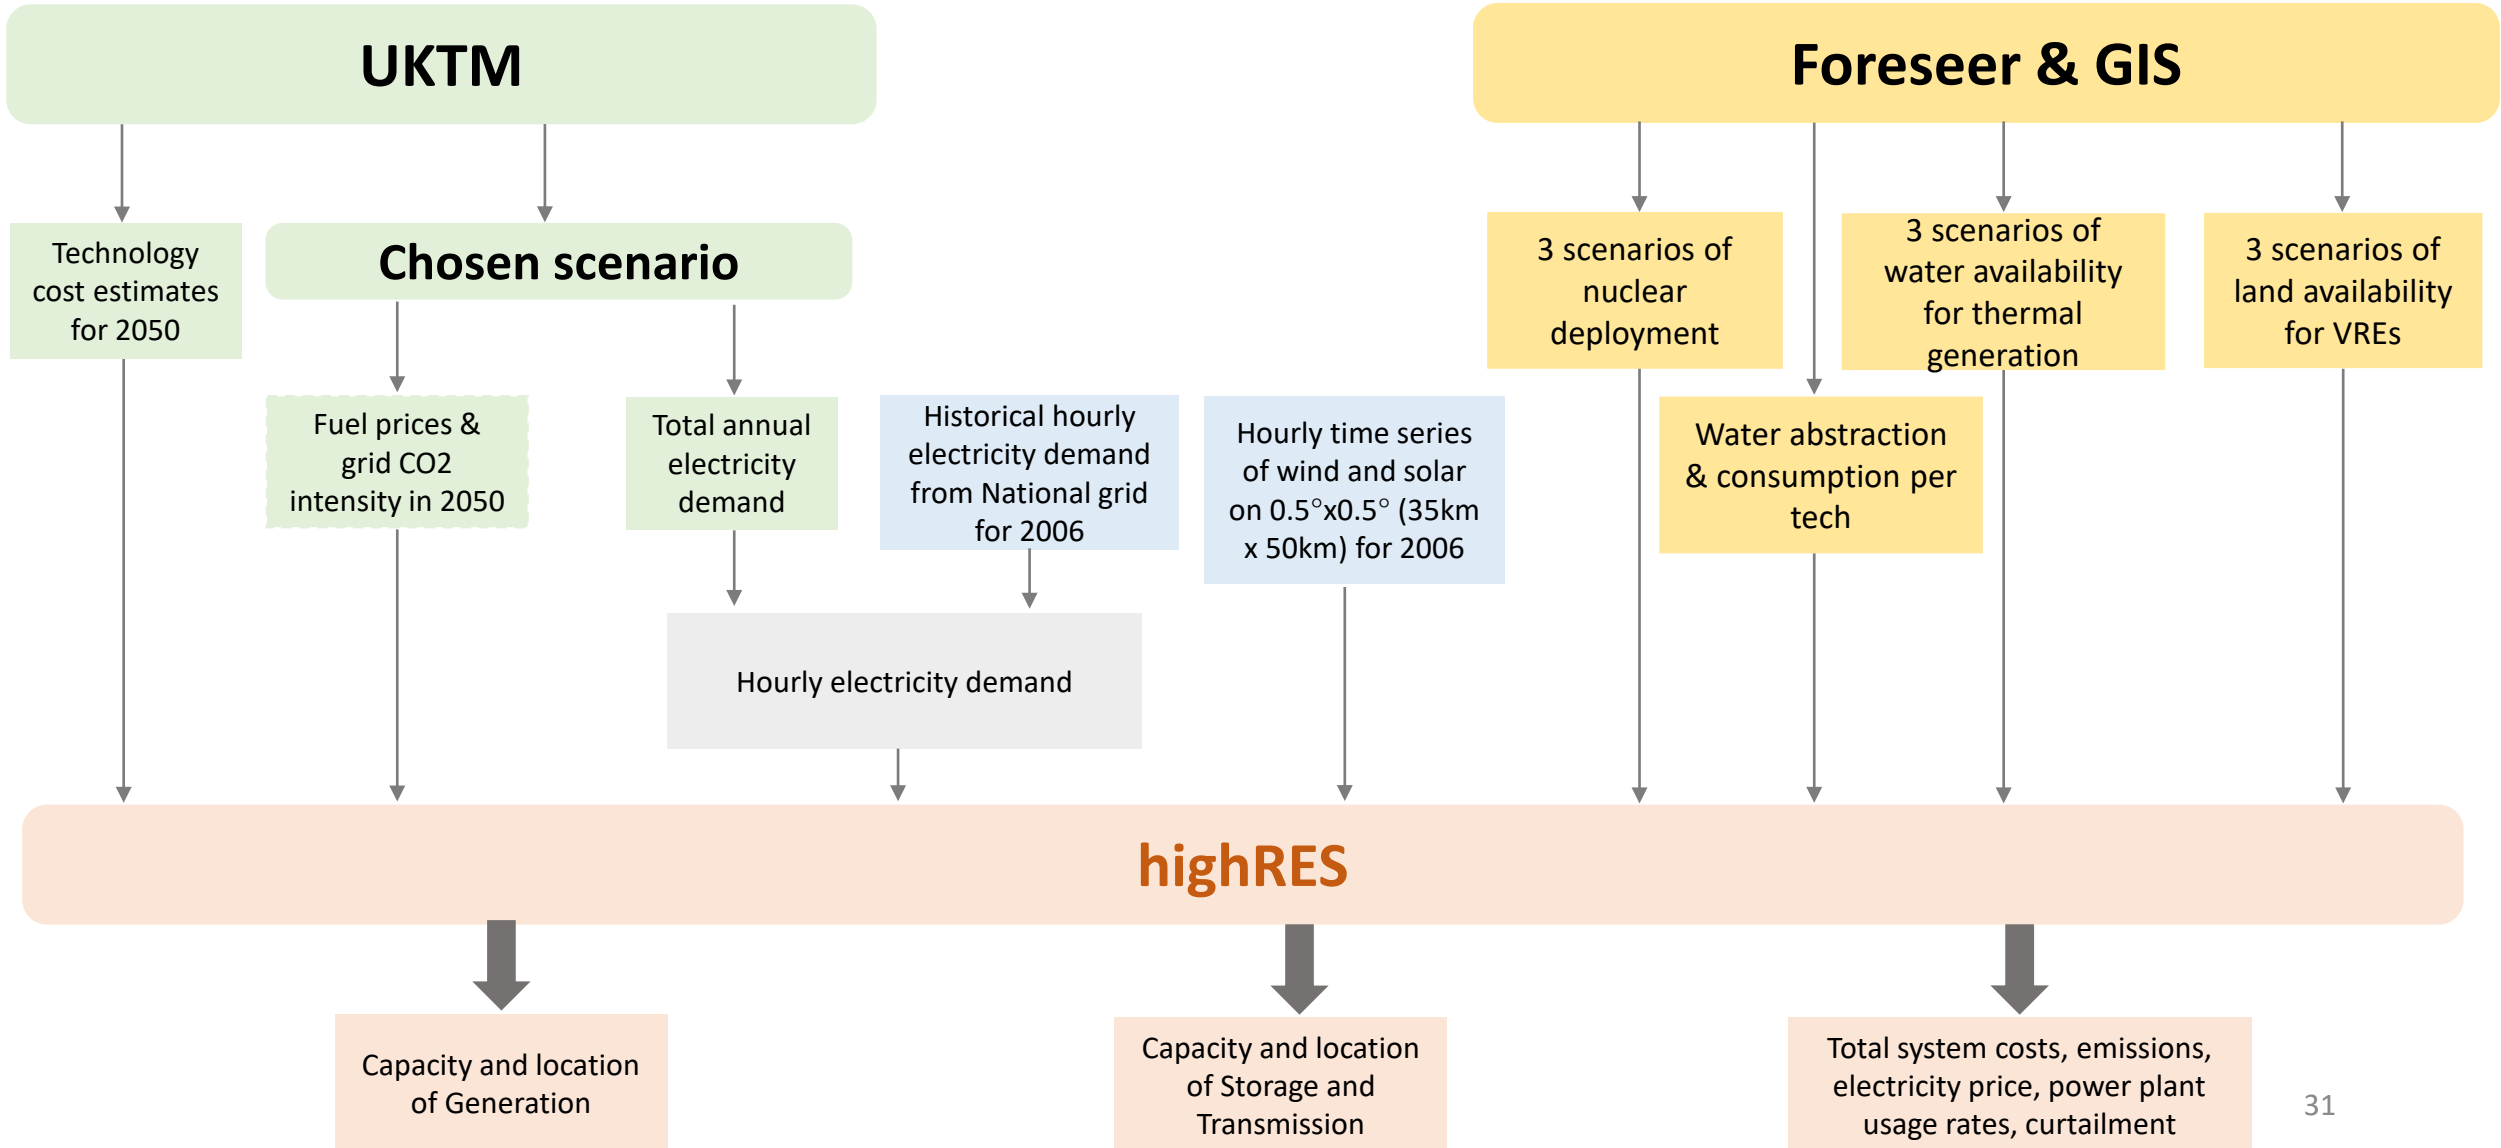 UKTM
Foreseer & GIS
Technology
cost estimates
for 2050
Chosen scenario
3 scenarios of
nuclear
deployment
3 scenarios of
water availability
for thermal
generation
3 scenarios of
land availability
for VREs
Fuel prices &
grid CO2
intensity in 2050
Total annual
electricity
demand
Historical hourly
electricity demand
from National grid
for 2006
Hourly time series
of wind and solar
on 0.5°x0.5° (35km
x 50km) for 2006
Water abstraction
& consumption per
tech
Hourly electricity demand
highRES
Capacity and location
of Generation
Capacity and location
of Storage and
Transmission
Total system costs, emissions,
electricity price, power plant
usage rates, curtailment
31